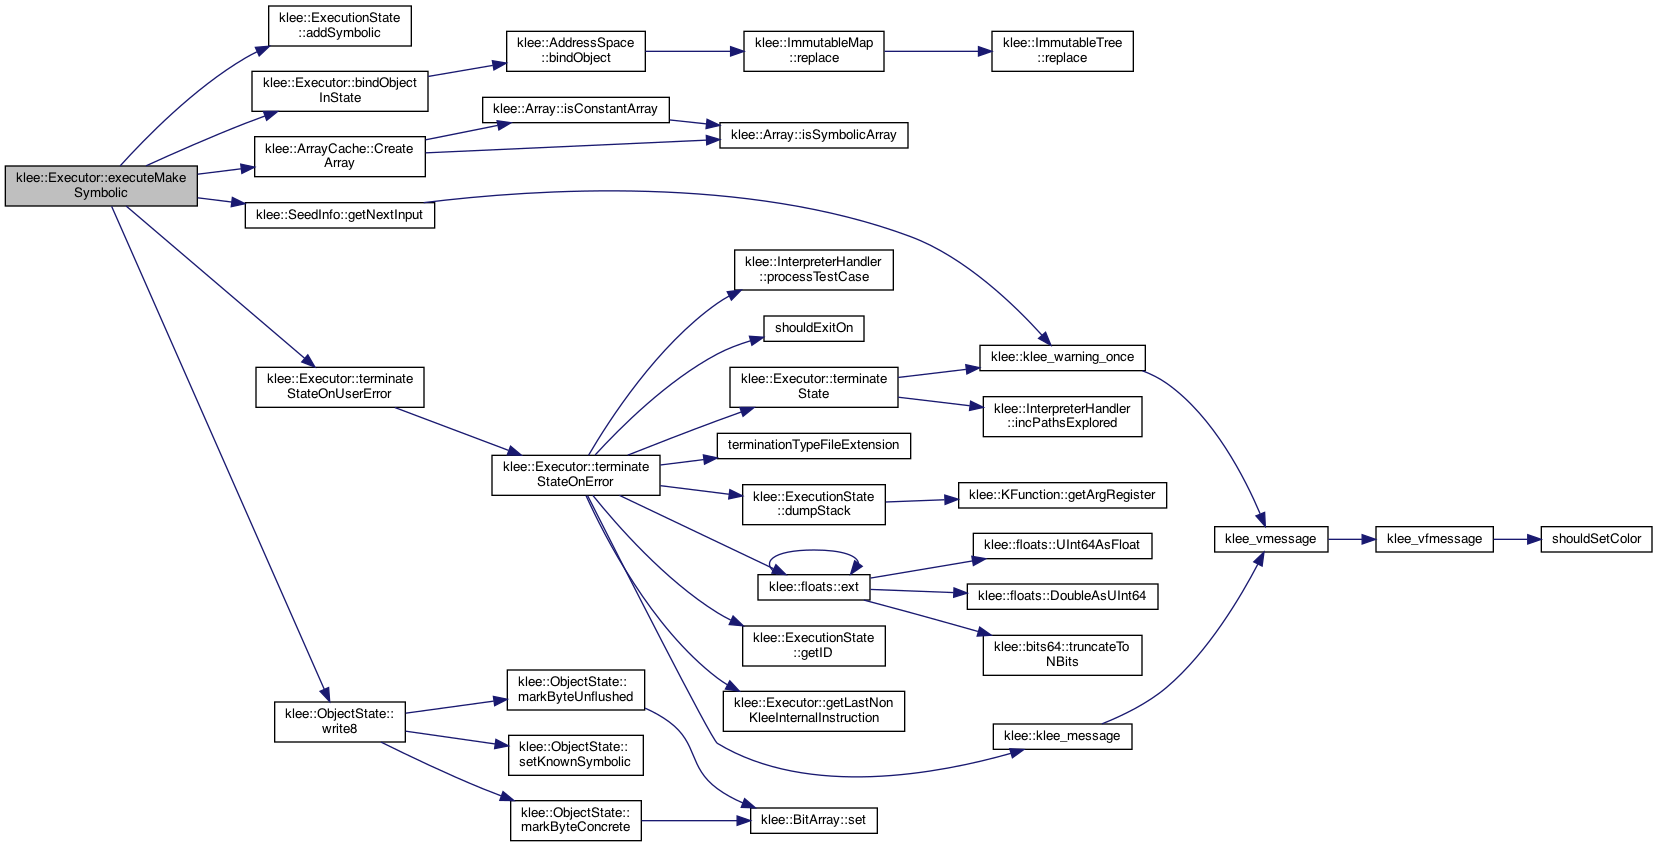 klee::ExecutionState
::addSymbolic
klee::AddressSpace
::bindObject
klee::ImmutableMap
::replace
klee::ImmutableTree
::replace
klee::Executor::bindObject
InState
klee::Array::isConstantArray
klee::Array::isSymbolicArray
klee::ArrayCache::Create
Array
klee::Executor::executeMake
Symbolic
klee::SeedInfo::getNextInput
klee::InterpreterHandler
::processTestCase
shouldExitOn
klee::klee_warning_once
klee::Executor::terminate
StateOnUserError
klee::Executor::terminate
State
klee::InterpreterHandler
::incPathsExplored
terminationTypeFileExtension
klee::Executor::terminate
StateOnError
klee::ExecutionState
::dumpStack
klee::KFunction::getArgRegister
klee_vmessage
klee_vfmessage
shouldSetColor
klee::floats::UInt64AsFloat
klee::floats::ext
klee::floats::DoubleAsUInt64
klee::ExecutionState
::getID
klee::bits64::truncateTo
NBits
klee::ObjectState::
markByteUnflushed
klee::Executor::getLastNon
KleeInternalInstruction
klee::ObjectState::
write8
klee::klee_message
klee::ObjectState::
setKnownSymbolic
klee::ObjectState::
markByteConcrete
klee::BitArray::set